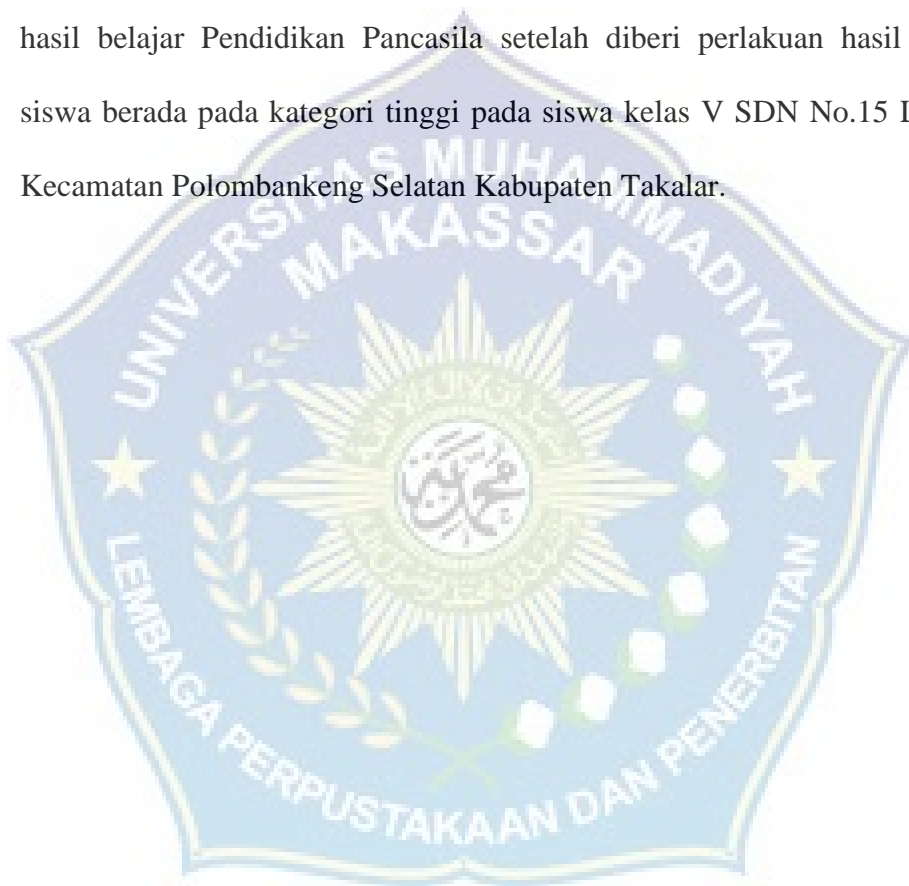 hasil belajar Pendidikan Pancasila setelah diberi perlakuan hasil
siswa berada pada kategori tinggi pada siswa kelas V SDN No.15
Kecamatan Polombankeng Selatan Kabupaten Takalar.
UNIVERSITAS MUHAMMADIYAH
MAKASSAR
LEMBAGA PERPUSTAKAAN DAN PENERBITAN